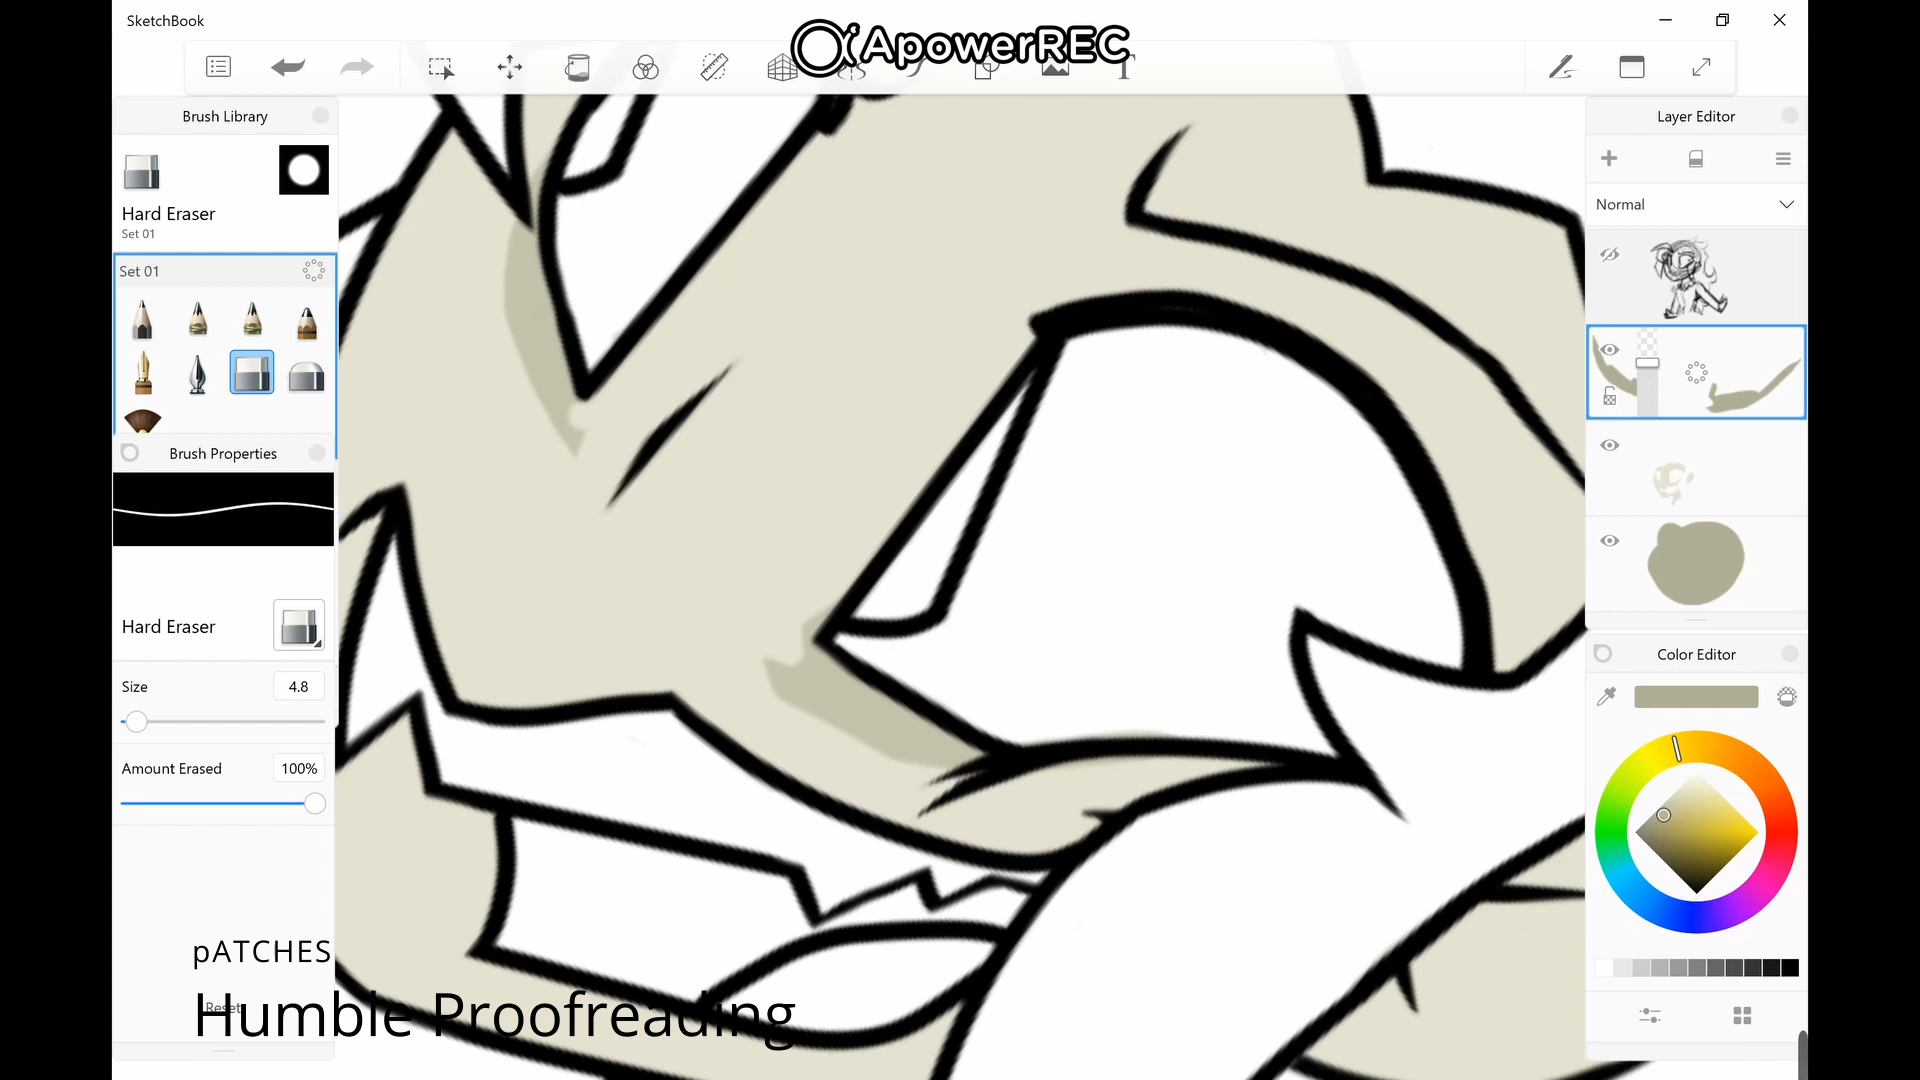 SketchBook
ApowerREC
T
Brush Library
Hard Eraser
Set 01
Set 01
Brush Properties
Hard Eraser
Size 4.8
Amount Erased 100%
Reset
pATCHES
Humble Proofreading
Layer Editor
Normal
Color Editor